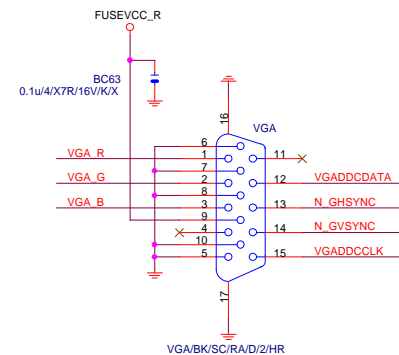 FUSEVCC_R
BC63
0.1u/4/X7R/16V/K/X
16
VGA
6
VGA_R 1 11
7
VGA_G 2 12 VGADDCDATA
8
VGA_B 3 13 N_GHSYNC
9
4 14 N_GVSYNC
10
5 15 VGADDCCLK
17
VGA/BK/SC/RA/D/2/HR